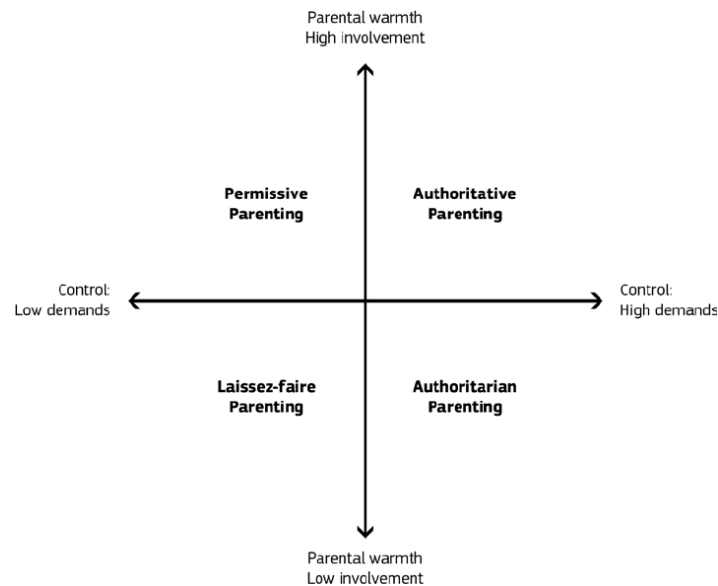 Parental warmth
High involvement
Permissive
Parenting
Authoritative
Parenting
Control:
Low demands
Control:
High demands
Laissez-faire
Parenting
Authoritarian
Parenting
Parental warmth
Low involvement